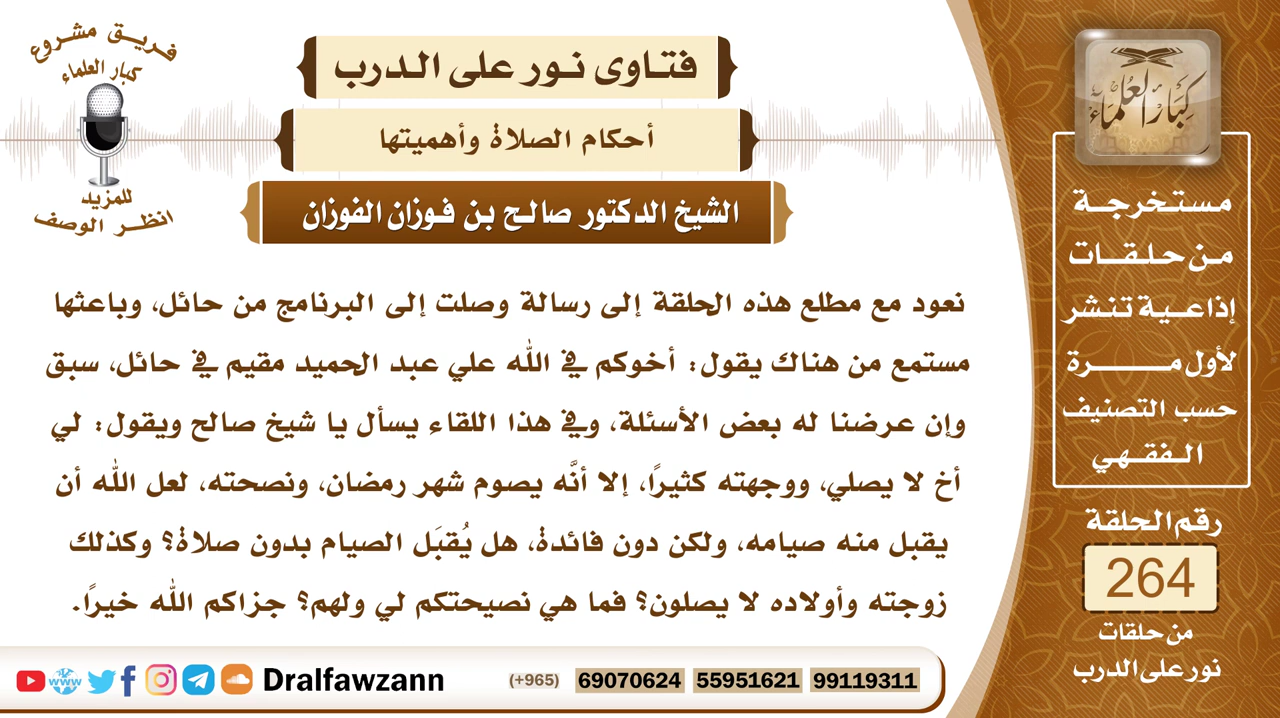 فريق مشروع
كبار العلماء
للمزيد
انظر الوصف
فتاوى نور على الدرب
أحكام الصلاة وأهميتها
الشيخ الدكتور صالح بن فوزان الفوزان
نعود مع مطلع هذه الحلقة إلى رسالة وصلت إلى البرنامج من حائل، وباعثها
مستمع من هناك يقول: أخوكم في الله علي عبد الحميد مقيم في حائل، سبق
وإن عرضنا له بعض الأسئلة، وفي هذا اللقاء يسأل يا شيخ صالح ويقول: لي
أخ لا يصلي، ووجهته كثيرًا، إلا أنَّه يصوم شهر رمضان، ونصحته، لعل الله أن
يقبل منه صيامه، ولكن دون فائدة، هل يُقبَل الصيام بدون صلاة؟ وكذلك
زوجته وأولاده لا يصلون؟ فما هي نصيحتكم لي ولهم؟ جزاكم الله خيرًا.
كبار العلماء
مستخرجة
من حلقات
إذاعية تنشر
لأول مرة
حسب التصنيف
الفقهي
رقم الحلقة
264
من حلقات
نور على الدرب
www Dralfawzann (+965) 69070624 55951621 99119311